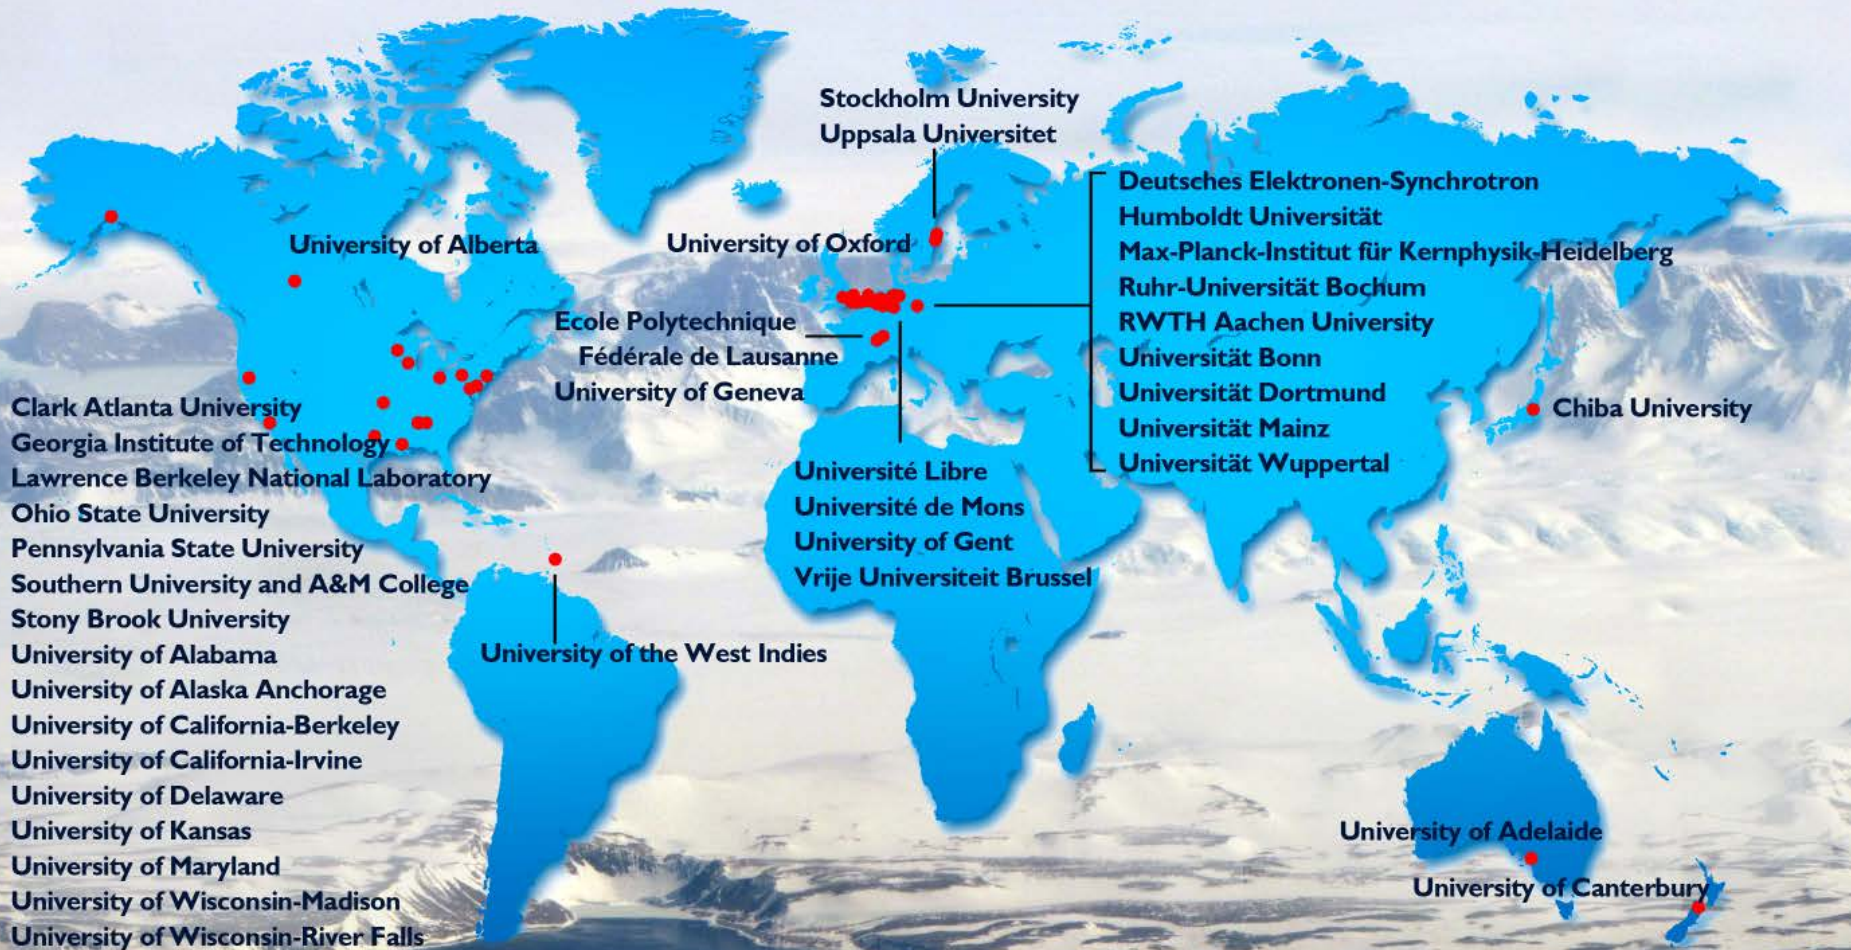 Stockholm University
Uppsala Universitet
Deutsches Elektronen-Synchrotron
Humboldt Universität
Max-Planck-Institut für Kernphysik-Heidelberg
Ruhr-Universität Bochum
RWTH Aachen University
Universität Bonn
Universität Dortmund
Universität Mainz
Universität Wuppertal
University of Alberta
University of Oxford
Ecole Polytechnique
Fédérale de Lausanne
University of Geneva
Clark Atlanta University
Georgia Institute of Technology
Lawrence Berkeley National Laboratory
Ohio State University
Pennsylvania State University
Southern University and A&M College
Stony Brook University
University of Alabama
University of Alaska Anchorage
University of California-Berkeley
University of California-Irvine
University of Delaware
University of Kansas
University of Maryland
University of Wisconsin-Madison
University of Wisconsin-River Falls
Université Libre
Université de Mons
University of Gent
Vrije Universiteit Brussel
Chiba University
University of the West Indies
University of Adelaide
University of Canterbury